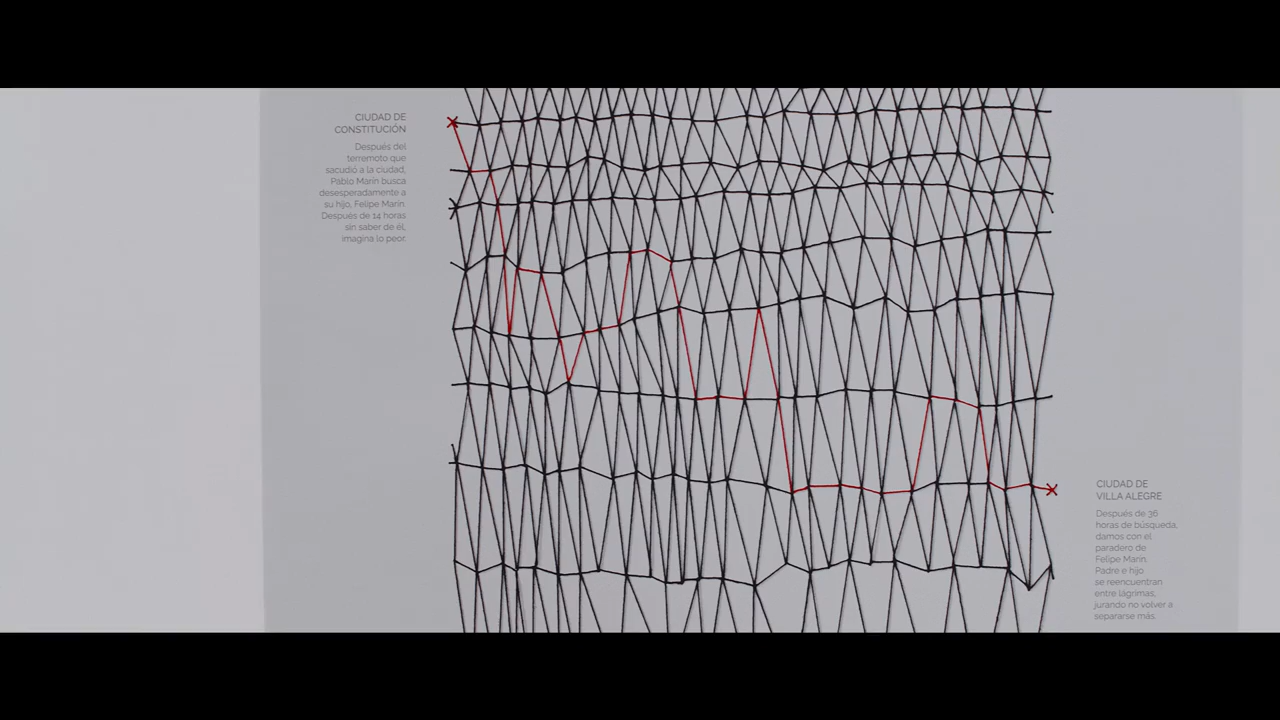 CIUDAD DE
CONSTITUCIÓN
Después del
terremoto que
sacudió a la ciudad,
Pablo Marín busca
desesperadamente a
su hijo, Felipe Marín.
Después de 14 horas
sin saber de él,
imagina lo peor.
CIUDAD DE
VILLA ALEGRE
Después de 36
horas de búsqueda,
damos con el
paradero de
Felipe Marín.
Padre e hijo
se reencuentran
entre lágrimas,
jurando no volver a
separarse más.